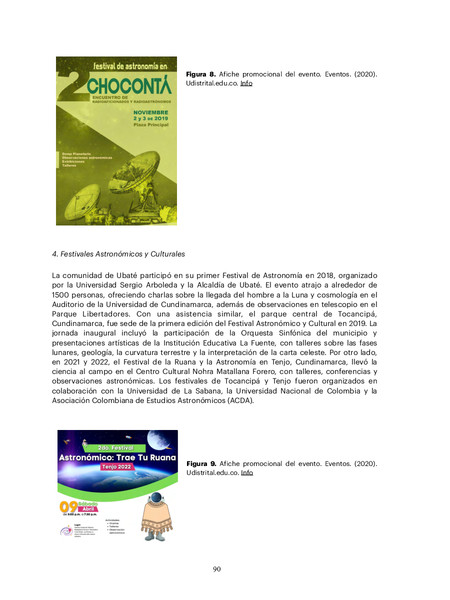 festival de astronomía en
2 CHOCONTÁ
ENCUENTRO DE
RADIOAFICIONADOS Y RADIOASTRÓNOMOS
NOVIEMBRE
2 y 3 DE 2019
Plaza Principal
Domo Planetario
Observaciones astronómicas
Exhibiciones
Talleres
Figura 8. Afiche promocional del evento. Eventos. (2020).
Udistrital.edu.co. Info
4. Festivales Astronómicos y Culturales
La comunidad de Ubaté participó en su primer Festival de Astronomía en 2018, organizado
por la Universidad Sergio Arboleda y la Alcaldía de Ubaté. El evento atrajo a alrededor de
1500 personas, ofreciendo charlas sobre la llegada del hombre a la Luna y cosmología en el
Auditorio de la Universidad de Cundinamarca, además de observaciones en telescopio en el
Parque Libertadores. Con una asistencia similar, el parque central de Tocancipá,
Cundinamarca, fue sede de la primera edición del Festival Astronómico y Cultural en 2019. La
jornada inaugural incluyó la participación de la Orquesta Sinfónica del municipio y
presentaciones artísticas de la Institución Educativa La Fuente, con talleres sobre las fases
lunares, geología, la curvatura terrestre y la interpretación de la carta celeste. Por otro lado,
en 2021 y 2022, el Festival de la Ruana y la Astronomía en Tenjo, Cundinamarca, llevó la
ciencia al campo en el Centro Cultural Nohra Matallana Forero, con talleres, conferencias y
observaciones astronómicas. Los festivales de Tocancipá y Tenjo fueron organizados en
colaboración con la Universidad de La Sabana, la Universidad Nacional de Colombia y la
Asociación Colombiana de Estudios Astronómicos (ACDA).
2do. Festival
Astronómico: Trae Tu Ruana
Tenjo 2022
09
Abril
Lugar:
Actividades:
Figura 9. Afiche promocional del evento. Eventos. (2020).
Udistrital.edu.co. Info
90